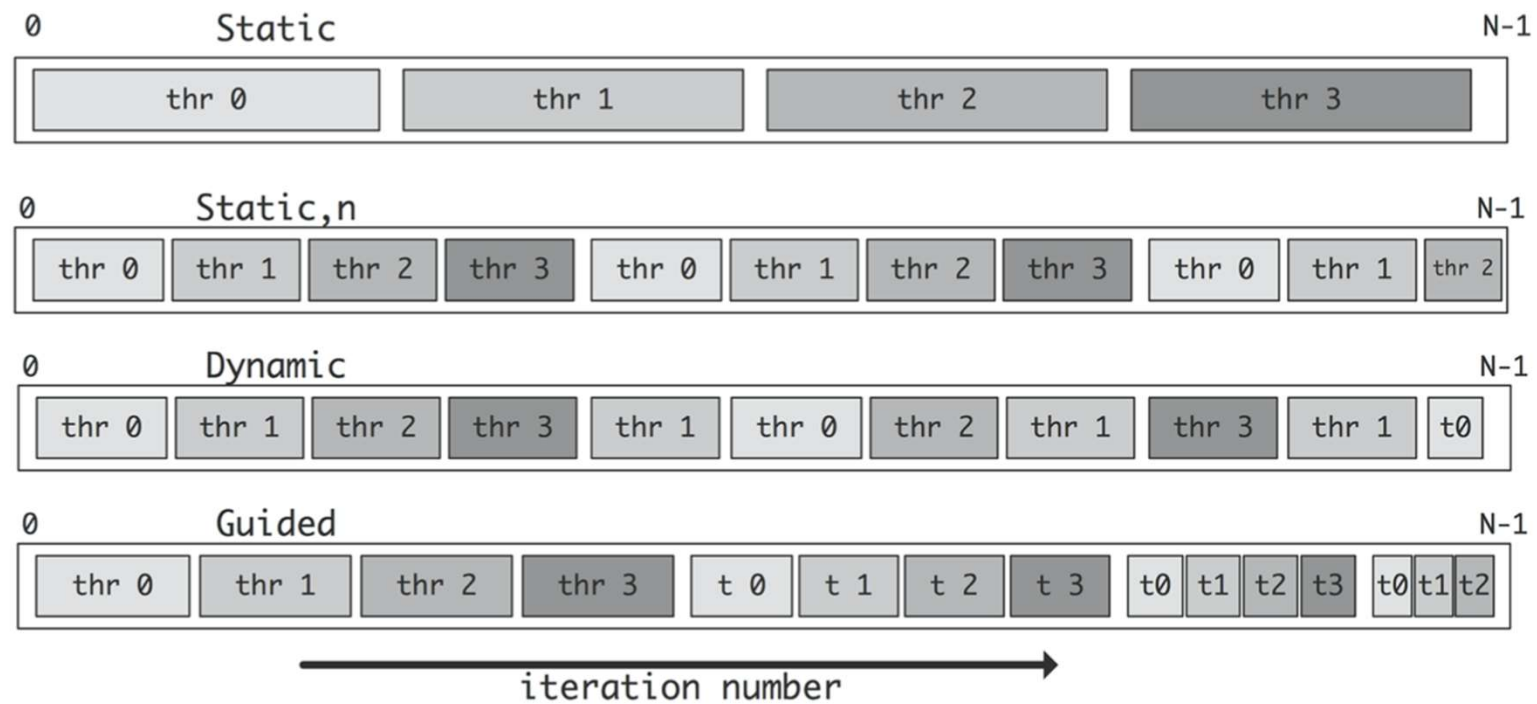 0 Static N-1
thr 0 thr 1 thr 2 thr 3
0 Static,n N-1
thr 0 thr 1 thr 2 thr 3 thr 0 thr 1 thr 2 thr 3 thr 0 thr 1 thr 2
0 Dynamic N-1
thr 0 thr 1 thr 2 thr 3 thr 1 thr 0 thr 2 thr 1 thr 3 thr 1 t0
0 Guided N-1
thr 0 thr 1 thr 2 thr 3 t 0 t 1 t 2 t 3 t0 t1 t2 t3 t0 t1 t2
iteration number